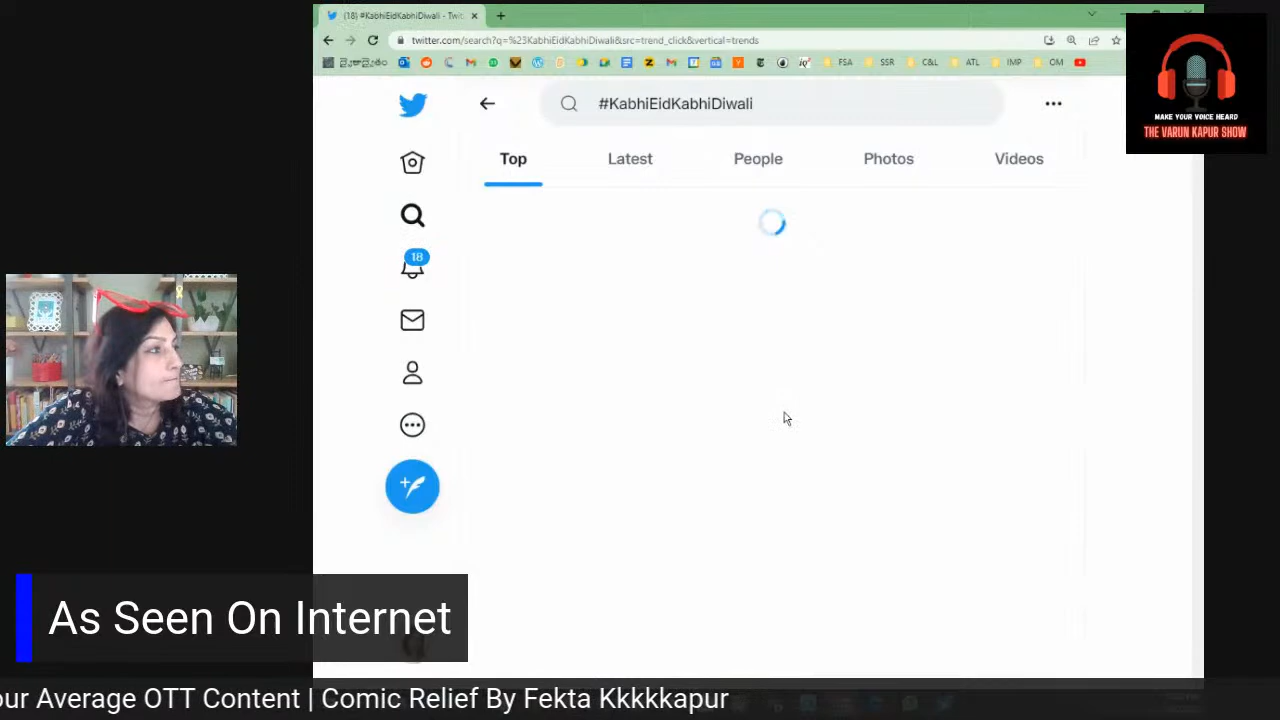 (18) #KabhiEidKabhiDiwali - Twit
twitter.com/search?q=%23KabhiEidKabhiDiwali&src=trend_click&vertical=trends
FSA
SSR
C&L
ATL
IMP
OM
MAKE YOUR VOICE HEARD
THE VARUN KAPUR SHOW
#KabhiEidKabhiDiwali
Top
Latest
People
Photos
Videos
18
As Seen On Internet
our Average OTT Content | Comic Relief By Fekta Kkkkkapur